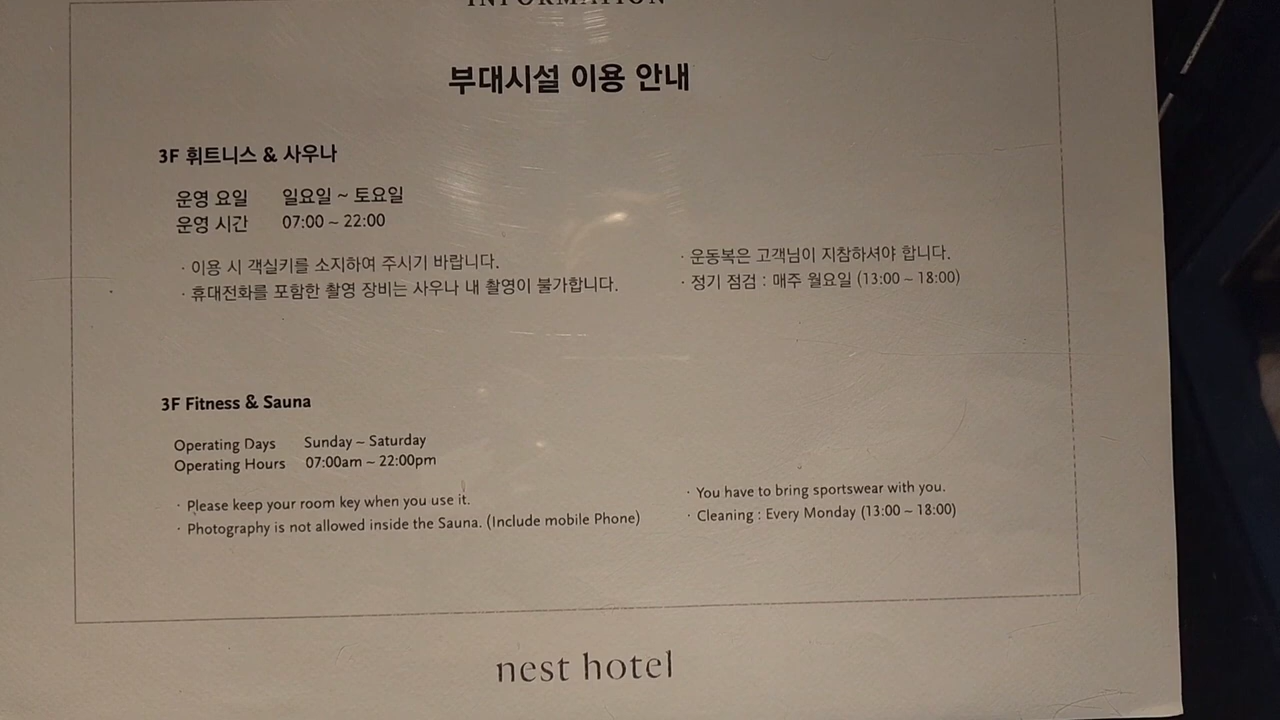 INFORMATION
부대시설 이용 안내
3F 휘트니스 & 사우나
운영 요일 일요일 ~ 토요일
운영 시간 07:00 ~ 22:00
· 이용 시 객실키를 소지하여 주시기 바랍니다.
· 휴대전화를 포함한 촬영 장비는 사우나 내 촬영이 불가합니다.
· 운동복은 고객님이 지참하셔야 합니다.
· 정기 점검 : 매주 월요일 (13:00 ~ 18:00)
3F Fitness & Sauna
Operating Days Sunday ~ Saturday
Operating Hours 07:00am ~ 22:00pm
· Please keep your room key when you use it.
· Photography is not allowed inside the Sauna. (Include mobile Phone)
· You have to bring sportswear with you.
· Cleaning : Every Monday (13:00 ~ 18:00)
nest hotel